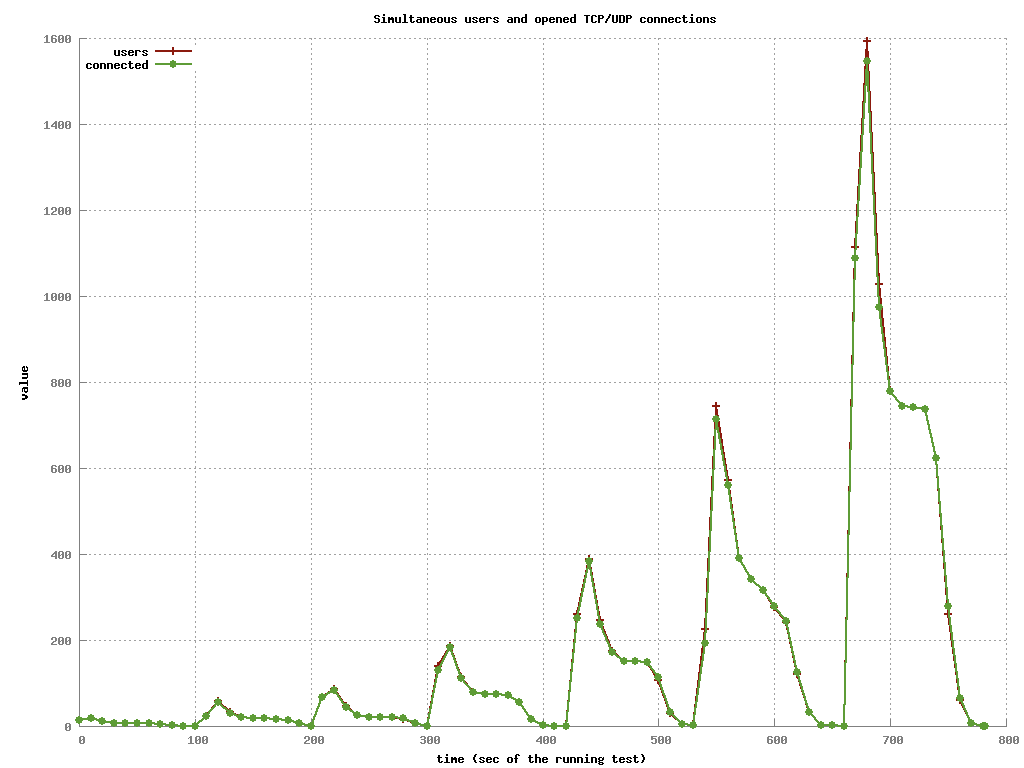 Simultaneous users and opened TCP/UDP connections
1600
users
connected
1400
1200
1000
800
value
600
400
200
0
0 100 200 300 400 500 600 700 800
time (sec of the running test)